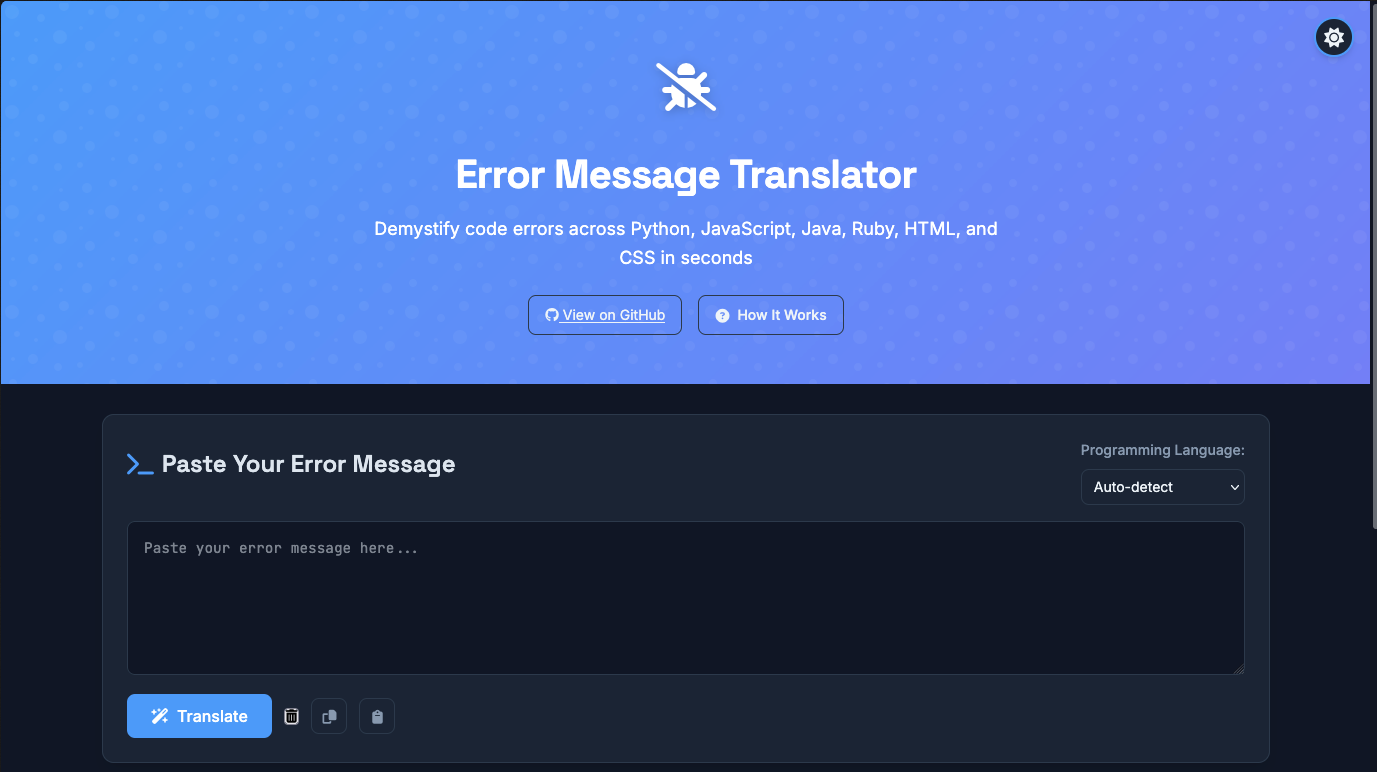 Error Message Translator
Demystify code errors across Python, JavaScript, Java, Ruby, HTML, and
CSS in seconds
View on GitHub
How It Works
Paste Your Error Message
Programming Language:
Auto-detect
Paste your error message here...
Translate